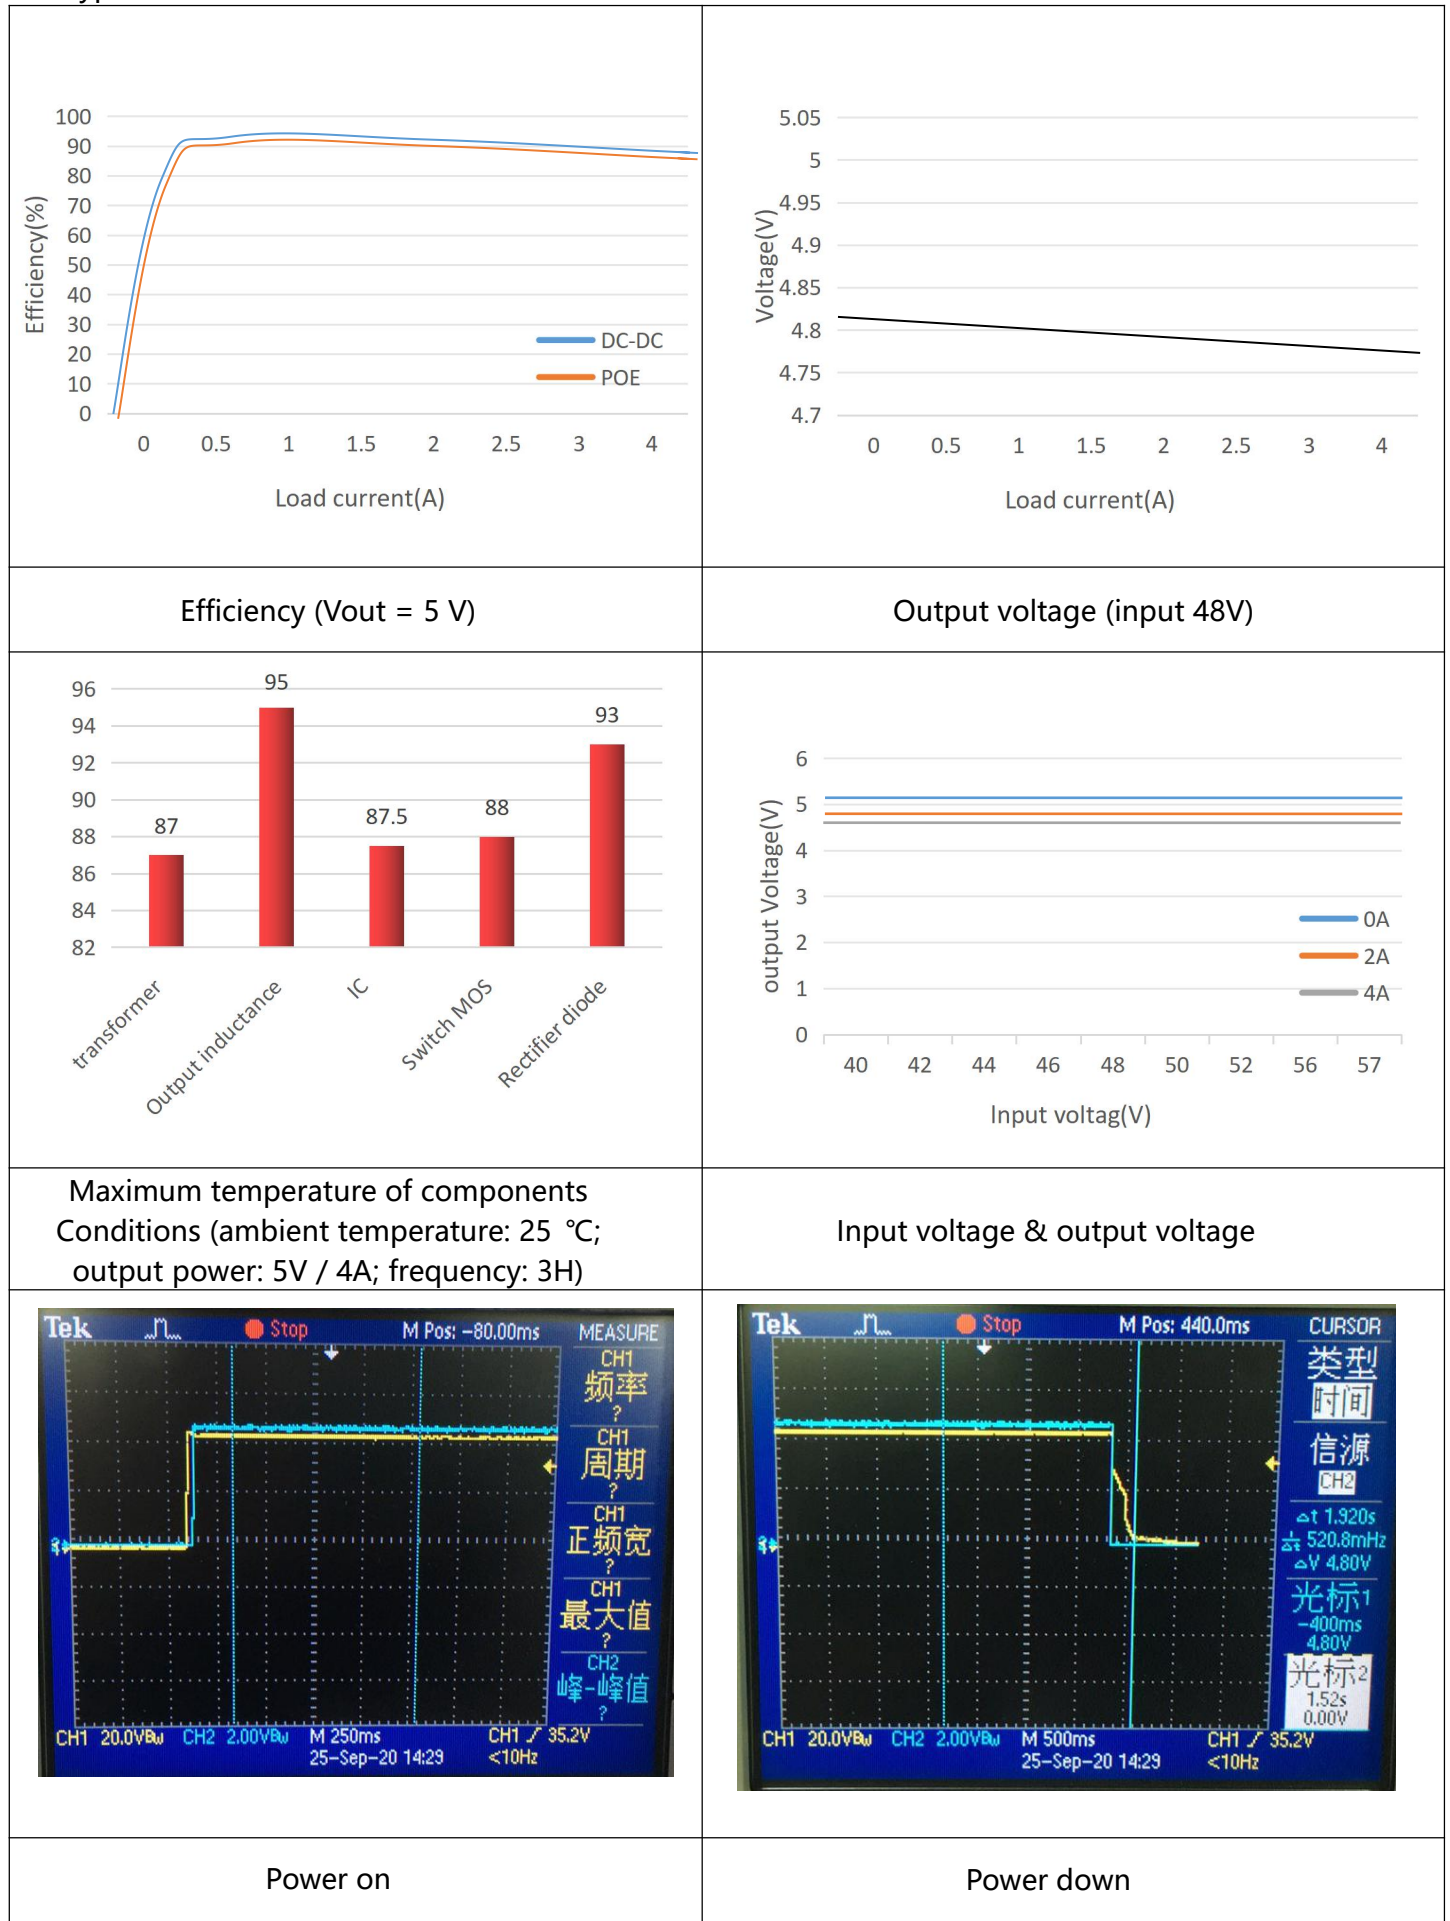 100
90
80
70
60
50
40
30
20
10
0
Efficiency(%)
DC-DC
POE
0 0.5 1 1.5 2 2.5 3 4
Load current(A)
5.05
5
4.95
4.9
4.85
4.8
4.75
4.7
Voltage(V)
0 0.5 1 1.5 2 2.5 3 4
Load current(A)
Efficiency (Vout = 5 V)
Output voltage (input 48V)
96
94
92
90
88
86
84
82
87
95
87.5
88
93
transformer
Output inductance
IC
Switch MOS
Rectifier diode
6
5
4
3
2
1
0
output Voltage(V)
0A
2A
4A
40 42 44 46 48 50 52 56 57
Input voltag(V)
Maximum temperature of components
Conditions (ambient temperature: 25 ℃;
output power: 5V / 4A; frequency: 3H)
Input voltage & output voltage
Tek Stop M Pos: -80.00ms MEASURE
CH1
频率
?
CH1
周期
?
CH1
正频宽
?
CH1
最大值
?
CH2
峰-峰值
?
CH1 20.0VBw CH2 2.00VBw M 250ms CH1 35.2V
25-Sep-20 14:29 <10Hz
Tek Stop M Pos: 440.0ms CURSOR
类型
时间
信源
CH2
△t 1.920s
520.8mHz
△V 4.80V
光标1
-400ms
4.80V
光标2
1.52s
0.00V
CH1 20.0VBw CH2 2.00VBw M 500ms CH1 35.2V
25-Sep-20 14:29 <10Hz
Power on
Power down